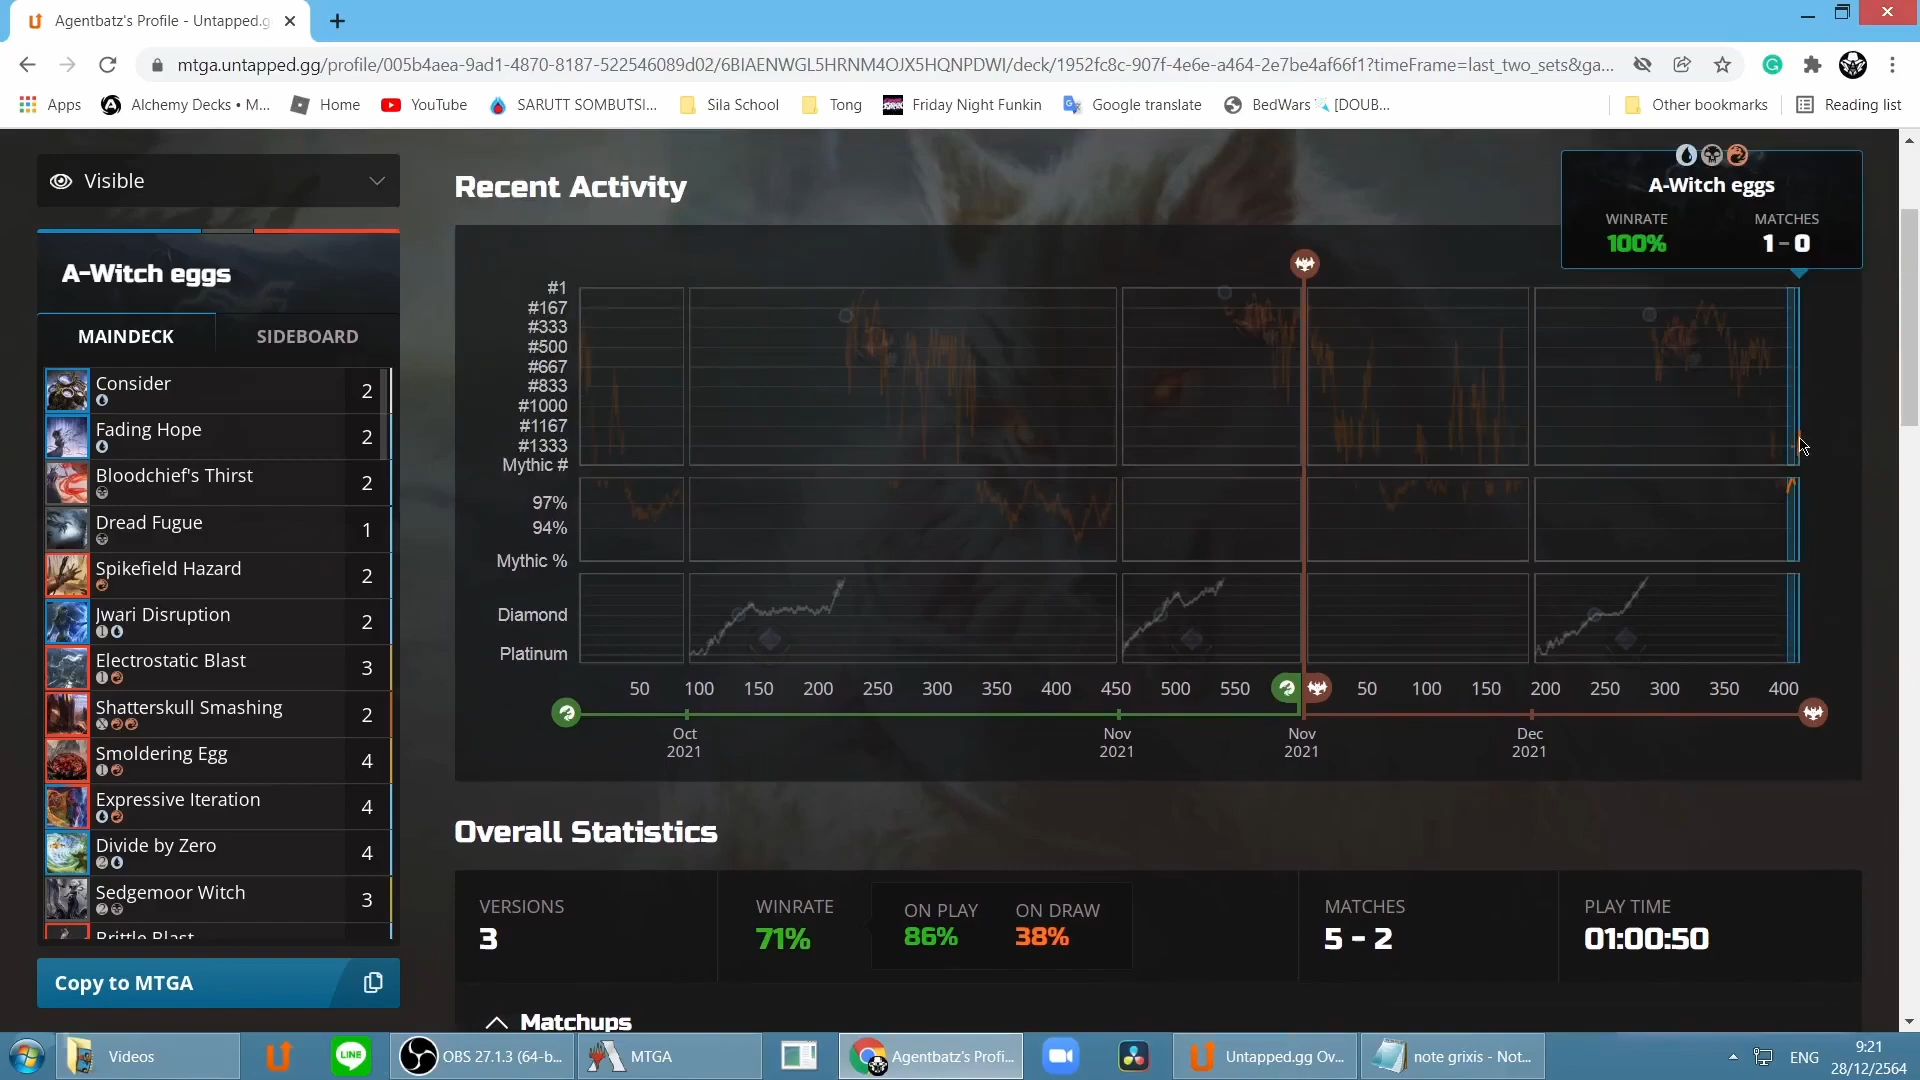 Agentbatz's Profile - Untapped.g
mtga.untapped.gg/profile/005b4aea-9ad1-4870-8187-522546089d02/6BIAENWGL5HRNM4OJX5HQNPDWI/deck/1952fc8c-907f-4e6e-a464-2e7be4af66f1?timeFrame=last_two_sets&ga...
Apps
Alchemy Decks • M...
Home
YouTube
SARUTT SOMBUTSI...
Sila School
Tong
Friday Night Funkin
Google translate
BedWars [DOUB...
Other bookmarks
Reading list
Visible
A-Witch eggs
MAINDECK SIDEBOARD
Consider 2
Fading Hope 2
Bloodchief's Thirst 2
Dread Fugue 1
Spikefield Hazard 2
Jwari Disruption 2
1
Electrostatic Blast 3
1
Shatterskull Smashing 2
X
Smoldering Egg 4
1
Expressive Iteration 4
Divide by Zero 4
2
Sedgemoor Witch 3
2
Brittle Blast
Copy to MTGA
Recent Activity
A-Witch eggs
WINRATE MATCHES
100% 1 - 0
#1
#167
#333
#500
#667
#833
#1000
#1167
#1333
Mythic #
97%
94%
Mythic %
Diamond
Platinum
50 100 150 200 250 300 350 400 450 500 550 50 100 150 200 250 300 350 400
Oct 2021
Nov 2021
Nov 2021
Dec 2021
Overall Statistics
VERSIONS
3
WINRATE
71%
ON PLAY
86%
ON DRAW
38%
MATCHES
5 - 2
PLAY TIME
01:00:50
Matchups
Videos
LINE
OBS 27.1.3 (64-b...
MTGA
Agentbatz's Profi...
Untapped.gg Ov...
note grixis - Not...
ENG
9:21
28/12/2564